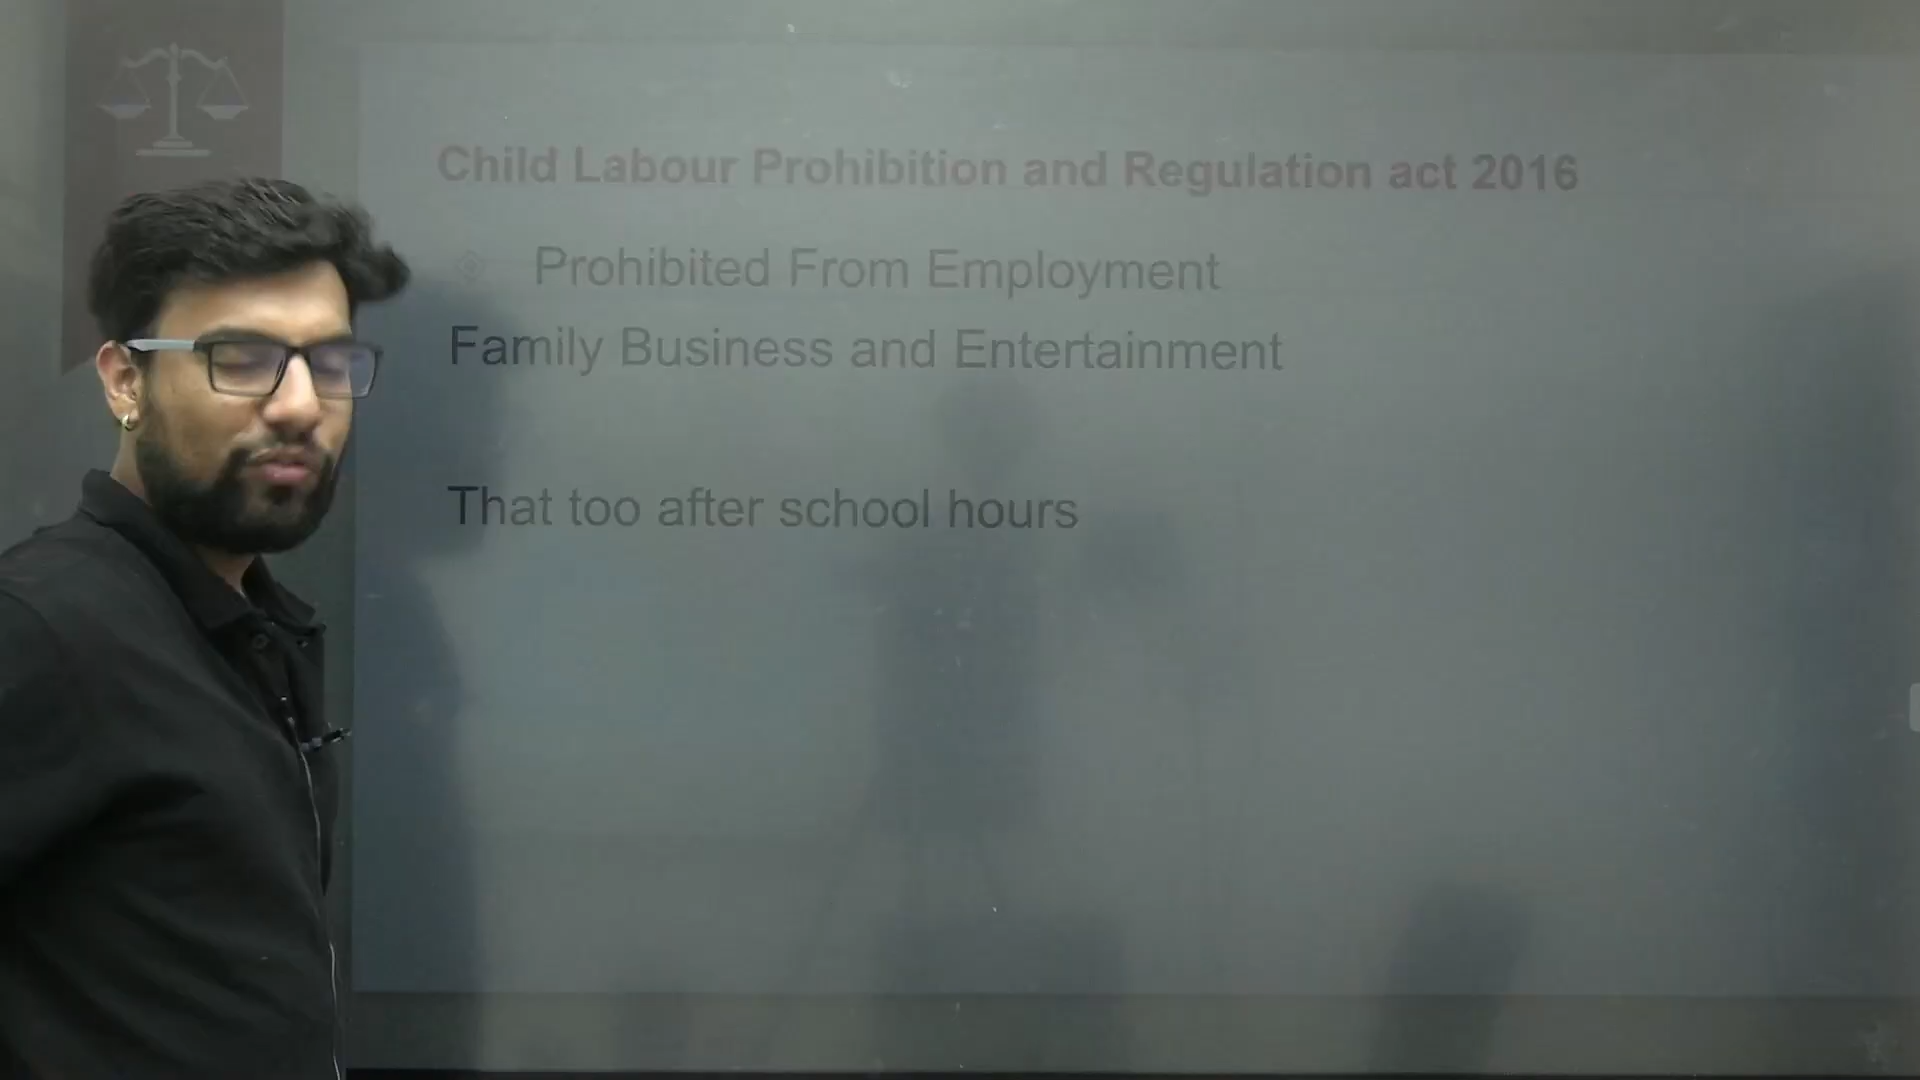 Child Labour Prohibition and Regulation act 2016
Prohibited From Employment
Family Business and Entertainment
That too after school hours